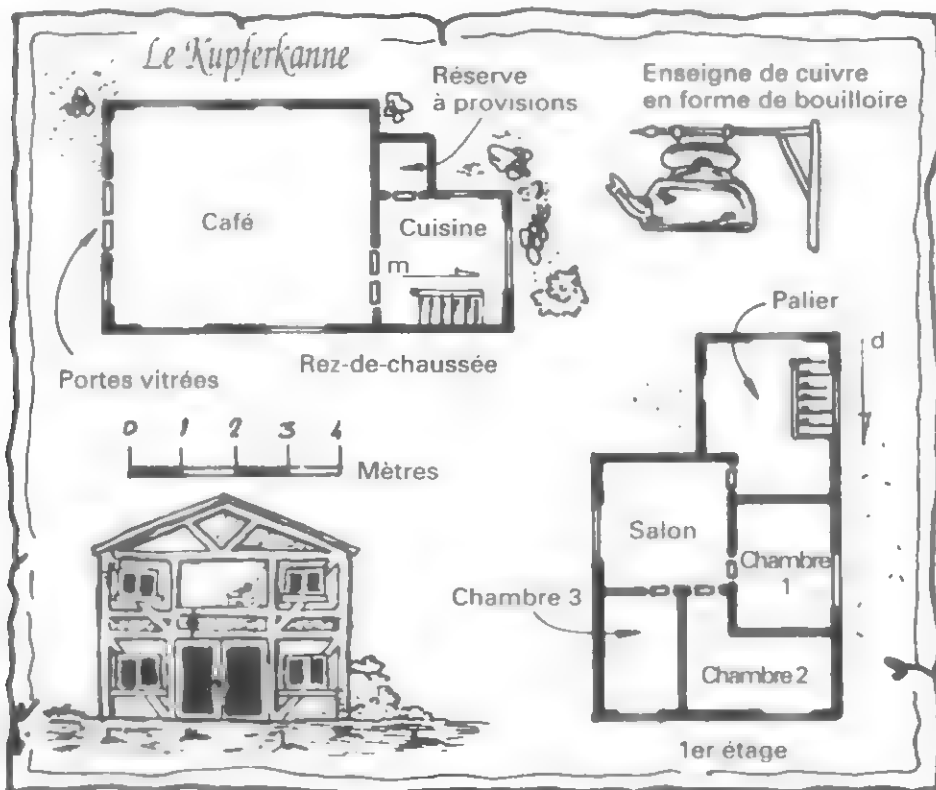 Le Kupferkanne
Réserve
à provisions
Enseigne de cuivre
en forme de bouilloire
Café
Cuisine
m
Rez-de-chaussée
Portes vitrées
0 1 2 3 4
Mètres
Palier
d
Salon
Chambre
1
Chambre 3
Chambre 2
1er étage